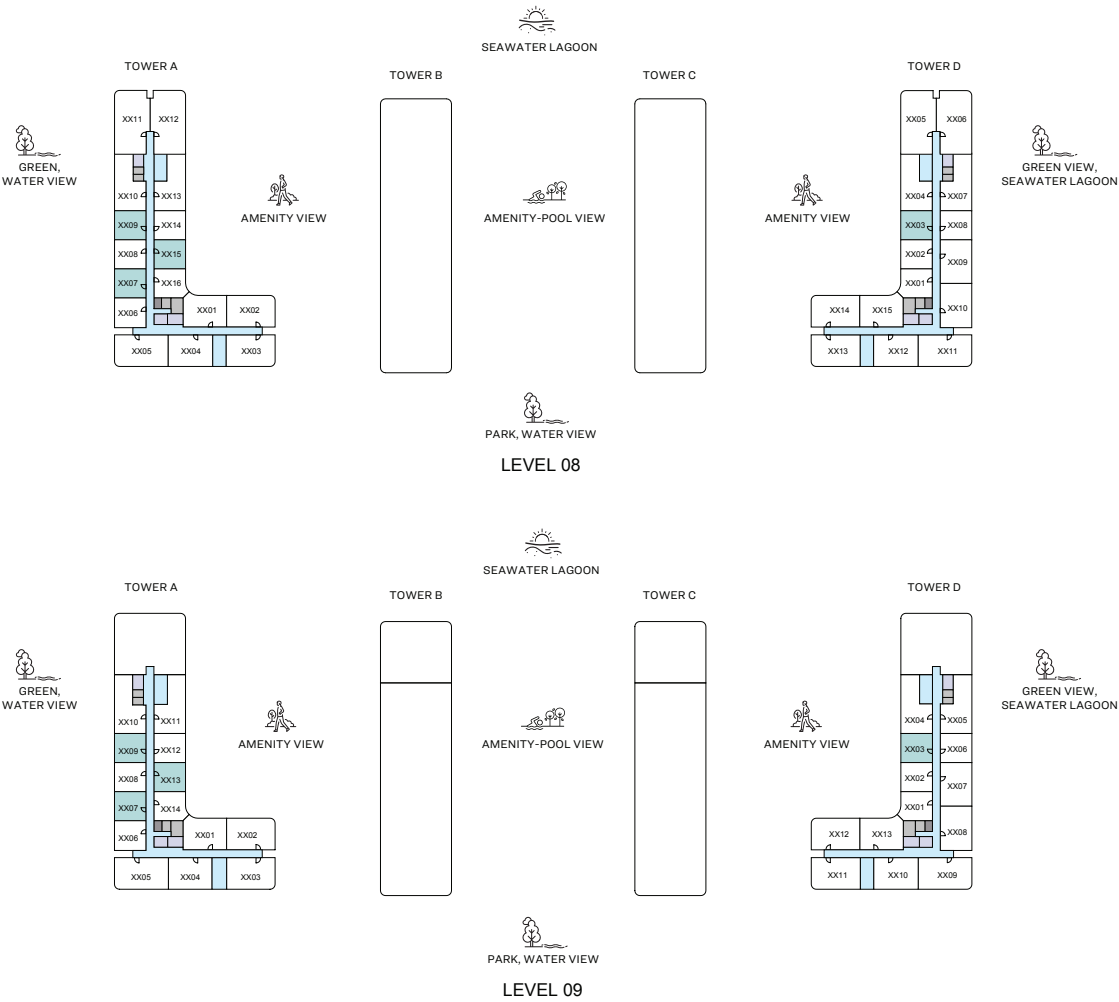 SEAWATER LAGOON
TOWER A
TOWER B
TOWER C
TOWER D
XX11
XX12
XX05
XX06
GREEN,
WATER VIEW
GREEN VIEW,
SEAWATER LAGOON
XX10
XX13
XX04
XX07
AMENITY VIEW
AMENITY-POOL VIEW
AMENITY VIEW
XX09
XX14
XX03
XX08
XX08
XX15
XX02
XX09
XX07
XX16
XX01
XX06
XX01
XX02
XX14
XX15
XX10
XX05
XX04
XX03
XX13
XX12
XX11
PARK, WATER VIEW
LEVEL 08
SEAWATER LAGOON
TOWER A
TOWER B
TOWER C
TOWER D
GREEN,
WATER VIEW
GREEN VIEW,
SEAWATER LAGOON
XX10
XX11
XX04
XX05
AMENITY VIEW
AMENITY-POOL VIEW
AMENITY VIEW
XX09
XX12
XX03
XX06
XX08
XX13
XX02
XX07
XX07
XX14
XX01
XX06
XX01
XX02
XX12
XX13
XX08
XX05
XX04
XX03
XX11
XX10
XX09
PARK, WATER VIEW
LEVEL 09